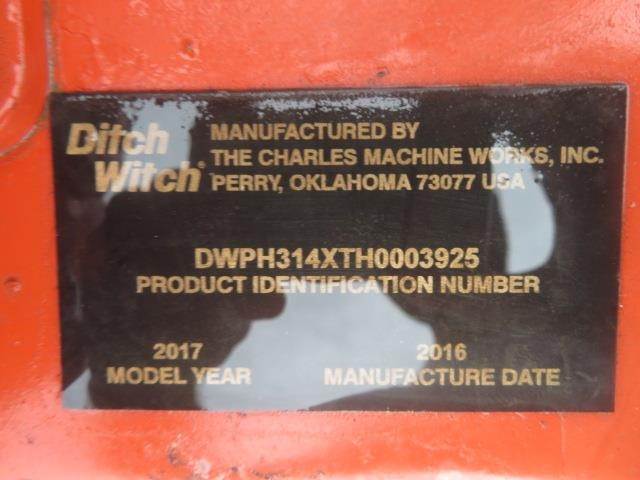 Ditch Witch®
MANUFACTURED BY
THE CHARLES MACHINE WORKS, INC.
PERRY, OKLAHOMA 73077 USA
DWPH314XTH0003925
PRODUCT IDENTIFICATION NUMBER
2017
MODEL YEAR
2016
MANUFACTURE DATE